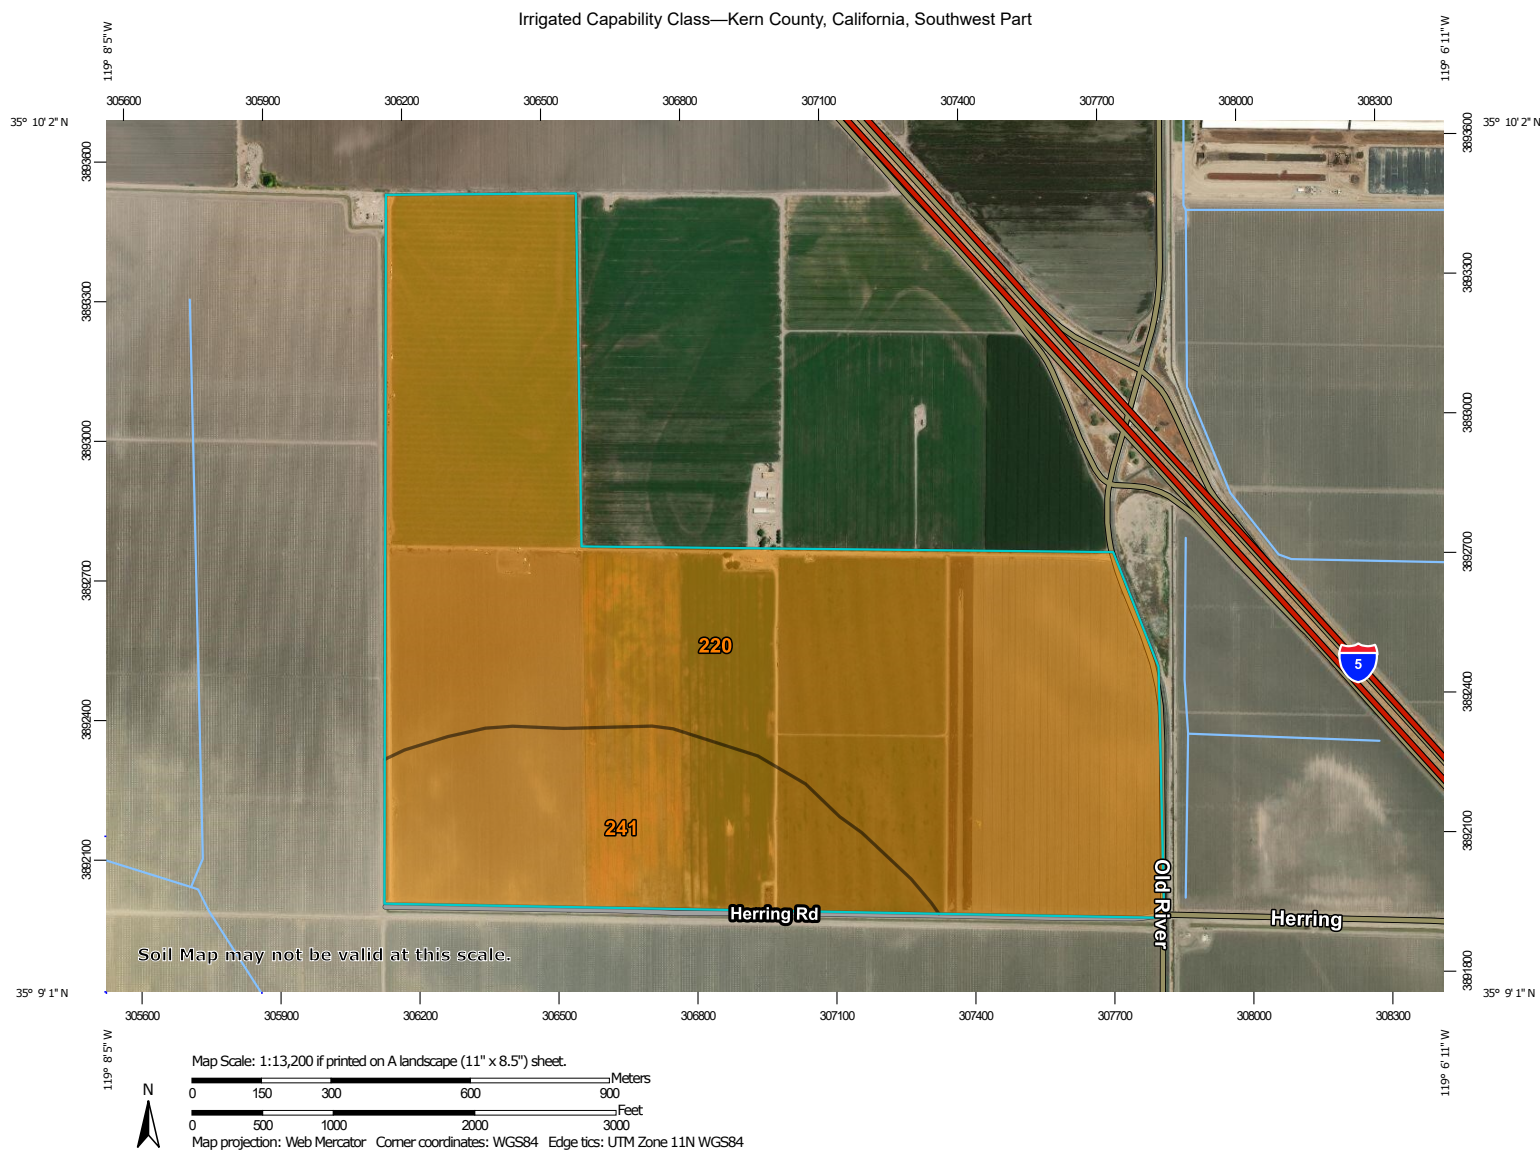 Irrigated Capability Class—Kern County, California, Southwest Part
119° 8' 5'' W
119° 6' 11'' W
305600 305900 306200 306500 306800 307100 307400 307700 308000 308300
35° 10' 2'' N
35° 10' 2'' N
3893600
3893600
3893300
3893300
3893000
3893000
3892700
3892700
220
5
3892400
3892400
241
3892100
3892100
Old River
Herring Rd
Herring
Soil Map may not be valid at this scale.
3891800
35° 9' 1'' N
35° 9' 1'' N
305600 305900 306200 306500 306800 307100 307400 307700 308000 308300
119° 8' 5'' W
119° 6' 11'' W
Map Scale: 1:13,200 if printed on A landscape (11" x 8.5") sheet.
Meters
0 150 300 600 900
N
Feet
0 500 1000 2000 3000
Map projection: Web Mercator Corner coordinates: WGS84 Edge tics: UTM Zone 11N WGS84